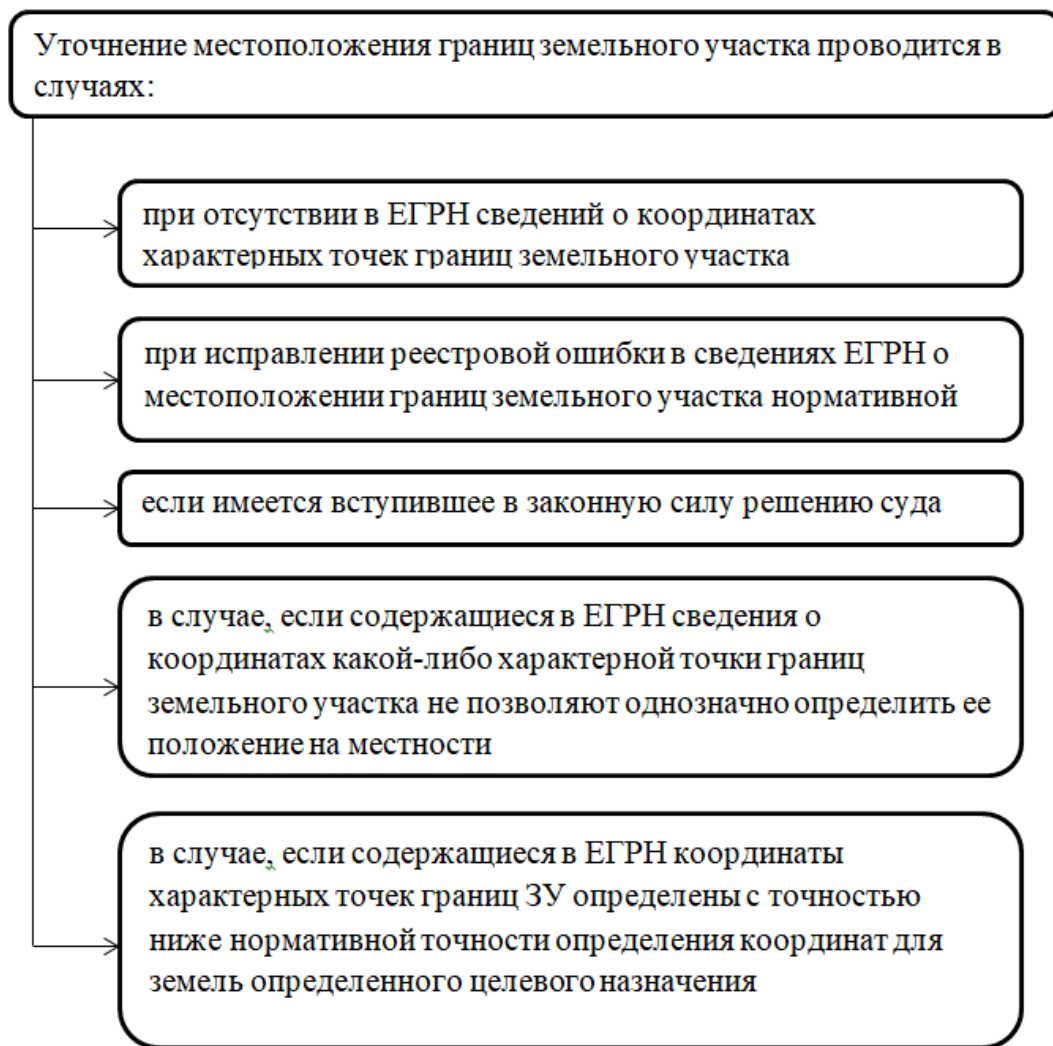 Уточнение местоположения границ земельного участка проводится в
случаях:
при отсутствии в ЕГРН сведений о координатах
характерных точек границ земельного участка
при исправлении реестровой ошибки в сведениях ЕГРН о
местоположении границ земельного участка нормативной
если имеется вступившее в законную силу решению суда
в случае, если содержащиеся в ЕГРН сведения о
координатах какой-либо характерной точки границ
земельного участка не позволяют однозначно определить ее
положение на местности
в случае, если содержащиеся в ЕГРН координаты
характерных точек границ ЗУ определены с точностью
ниже нормативной точности определения координат для
земель определенного целевого назначения